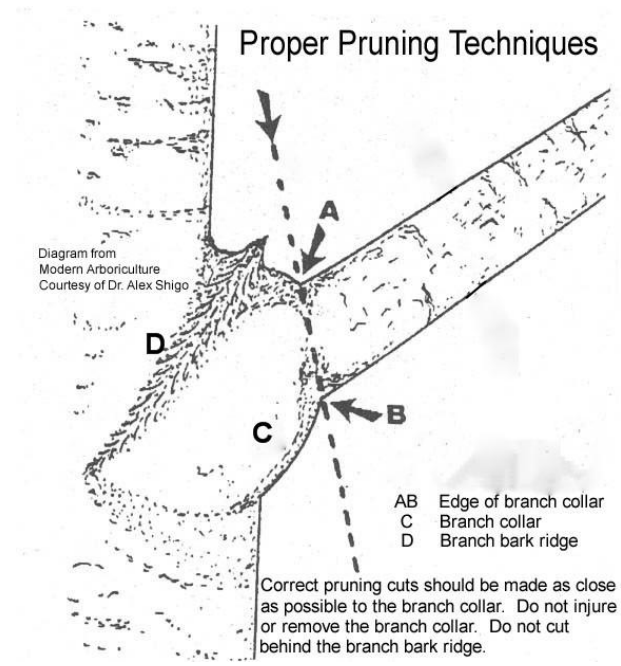 Proper Pruning Techniques
A
Diagram from
Modern Arboriculture
Courtesy of Dr. Alex Shigo
D
B
C
AB Edge of branch collar
C Branch collar
D Branch bark ridge
Correct pruning cuts should be made as close
as possible to the branch collar. Do not injure
or remove the branch collar. Do not cut
behind the branch bark ridge.